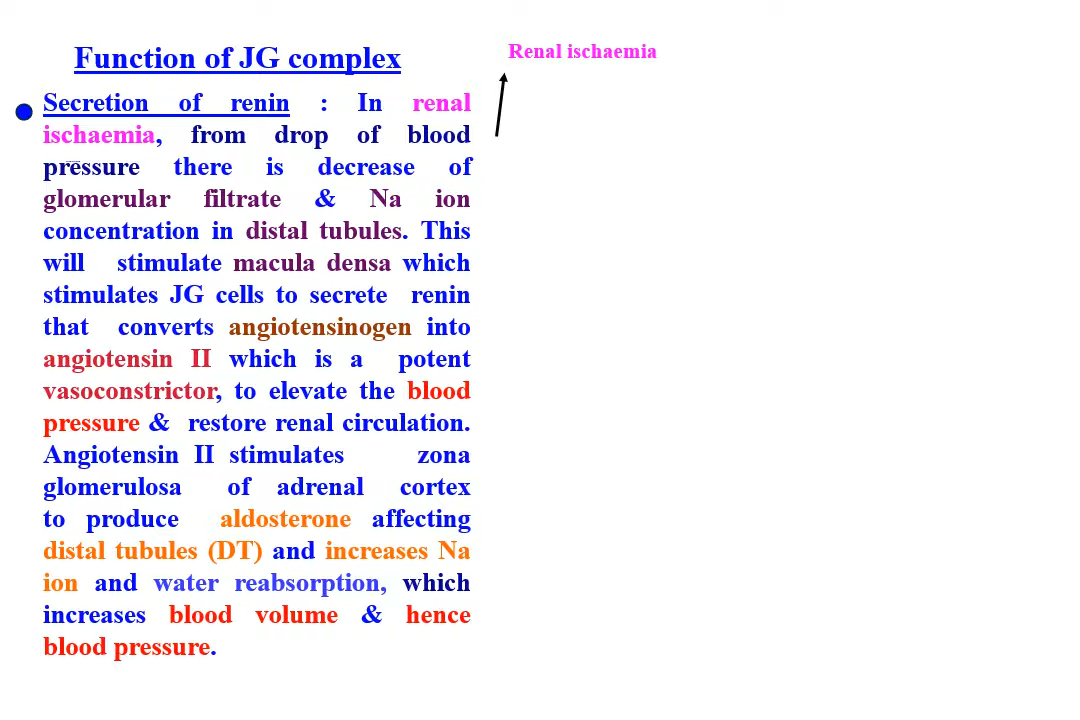 Function of JG complex
Renal ischaemia
Secretion of renin : In renal
ischaemia, from drop of blood
pressure there is decrease of
glomerular filtrate & Na ion
concentration in distal tubules. This
will stimulate macula densa which
stimulates JG cells to secrete renin
that converts angiotensinogen into
angiotensin II which is a potent
vasoconstrictor, to elevate the blood
pressure & restore renal circulation.
Angiotensin II stimulates zona
glomerulosa of adrenal cortex
to produce aldosterone affecting
distal tubules (DT) and increases Na
ion and water reabsorption, which
increases blood volume & hence
blood pressure.